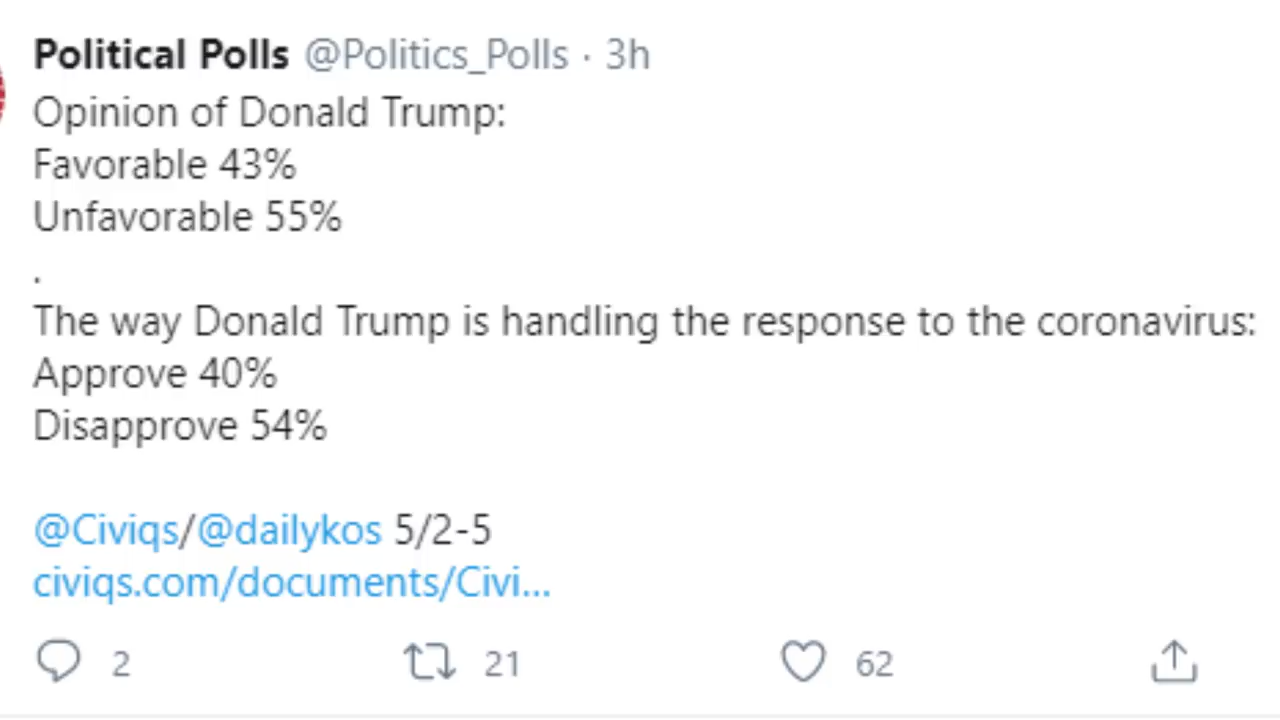 Political Polls @Politics_Polls · 3h
Opinion of Donald Trump:
Favorable 43%
Unfavorable 55%
.
The way Donald Trump is handling the response to the coronavirus:
Approve 40%
Disapprove 54%
@Civiqs/@dailykos 5/2-5
civiqs.com/documents/Civi...
2 21 62